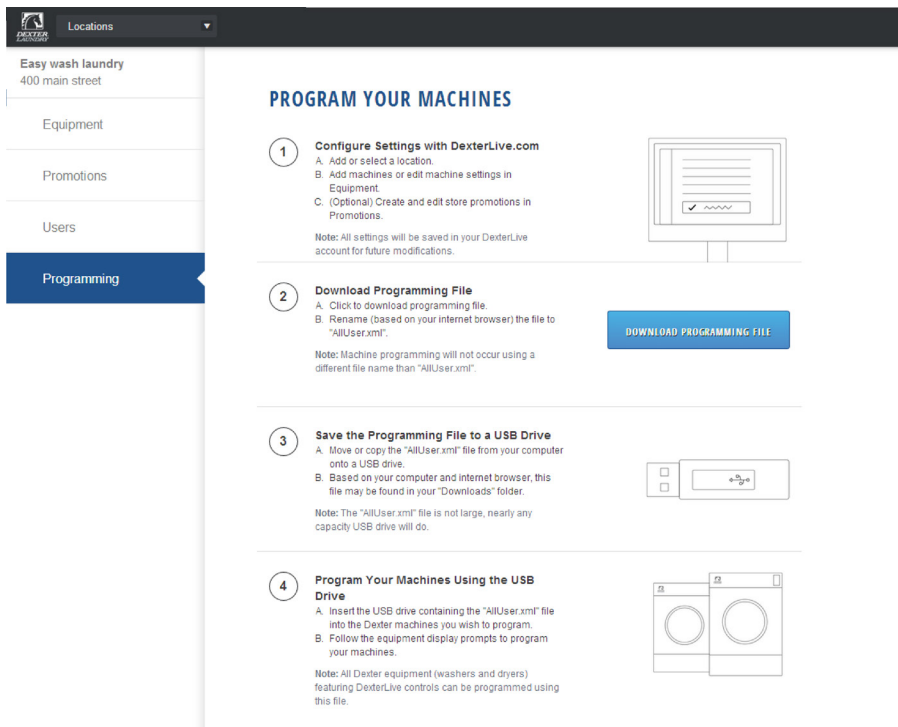 DEXTER
LAUNDRY
Locations
Easy wash laundry
400 main street
Equipment
Promotions
Users
Programming
PROGRAM YOUR MACHINES
1
Configure Settings with DexterLive.com
A. Add or select a location.
B. Add machines or edit machine settings in
Equipment.
C. (Optional) Create and edit store promotions in
Promotions.
Note: All settings will be saved in your DexterLive
account for future modifications.
2
Download Programming File
A. Click to download programming file.
B. Rename (based on your internet browser) the file to
"AllUser.xml".
Note: Machine programming will not occur using a
different file name than "AllUser.xml".
DOWNLOAD PROGRAMMING FILE
3
Save the Programming File to a USB Drive
A. Move or copy the "AllUser.xml" file from your computer
onto a USB drive.
B. Based on your computer and internet browser, this
file may be found in your "Downloads" folder.
Note: The "AllUser.xml" file is not large, nearly any
capacity USB drive will do.
4
Program Your Machines Using the USB
Drive
A. Insert the USB drive containing the "AllUser.xml" file
into the Dexter machines you wish to program.
B. Follow the equipment display prompts to program
your machines.
Note: All Dexter equipment (washers and dryers)
featuring DexterLive controls can be programmed using
this file.